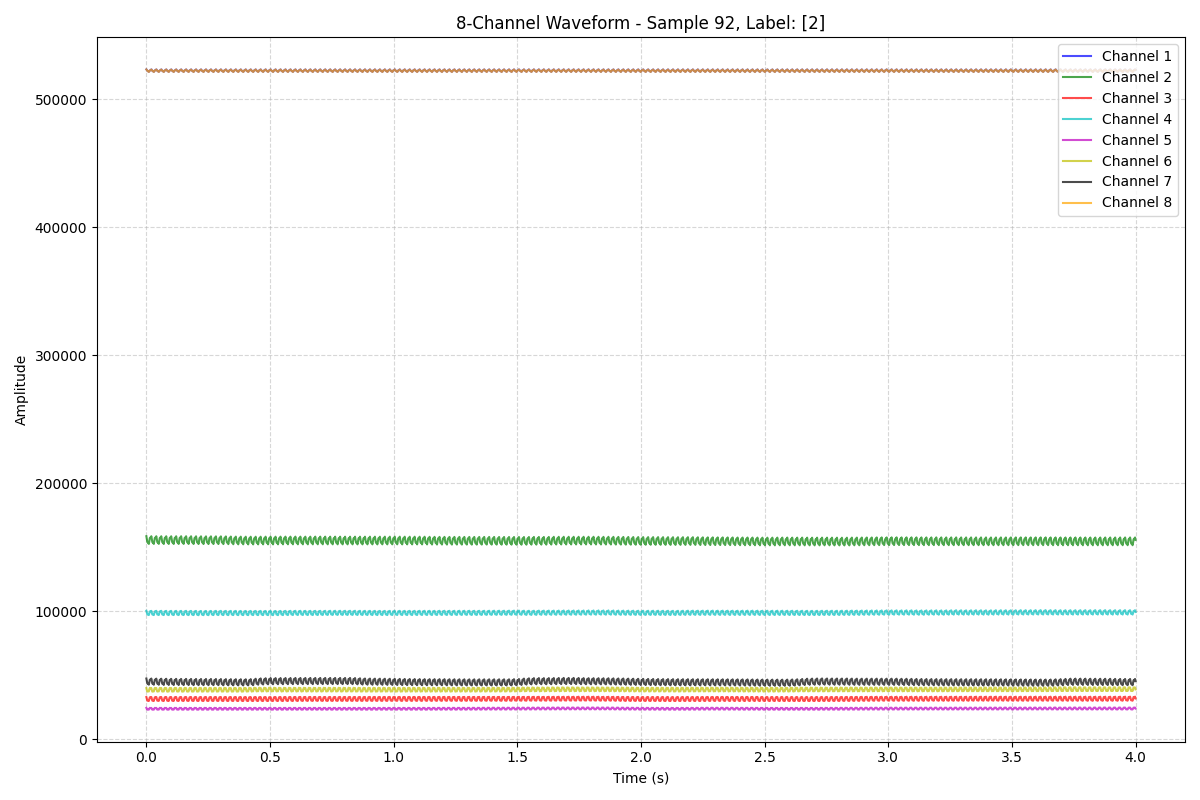 8-Channel Waveform - Sample 92, Label: [2]
Channel 1
Channel 2
Channel 3
Channel 4
Channel 5
Channel 6
Channel 7
Channel 8
500000
400000
300000
200000
100000
0
Amplitude
0.0 0.5 1.0 1.5 2.0 2.5 3.0 3.5 4.0
Time (s)